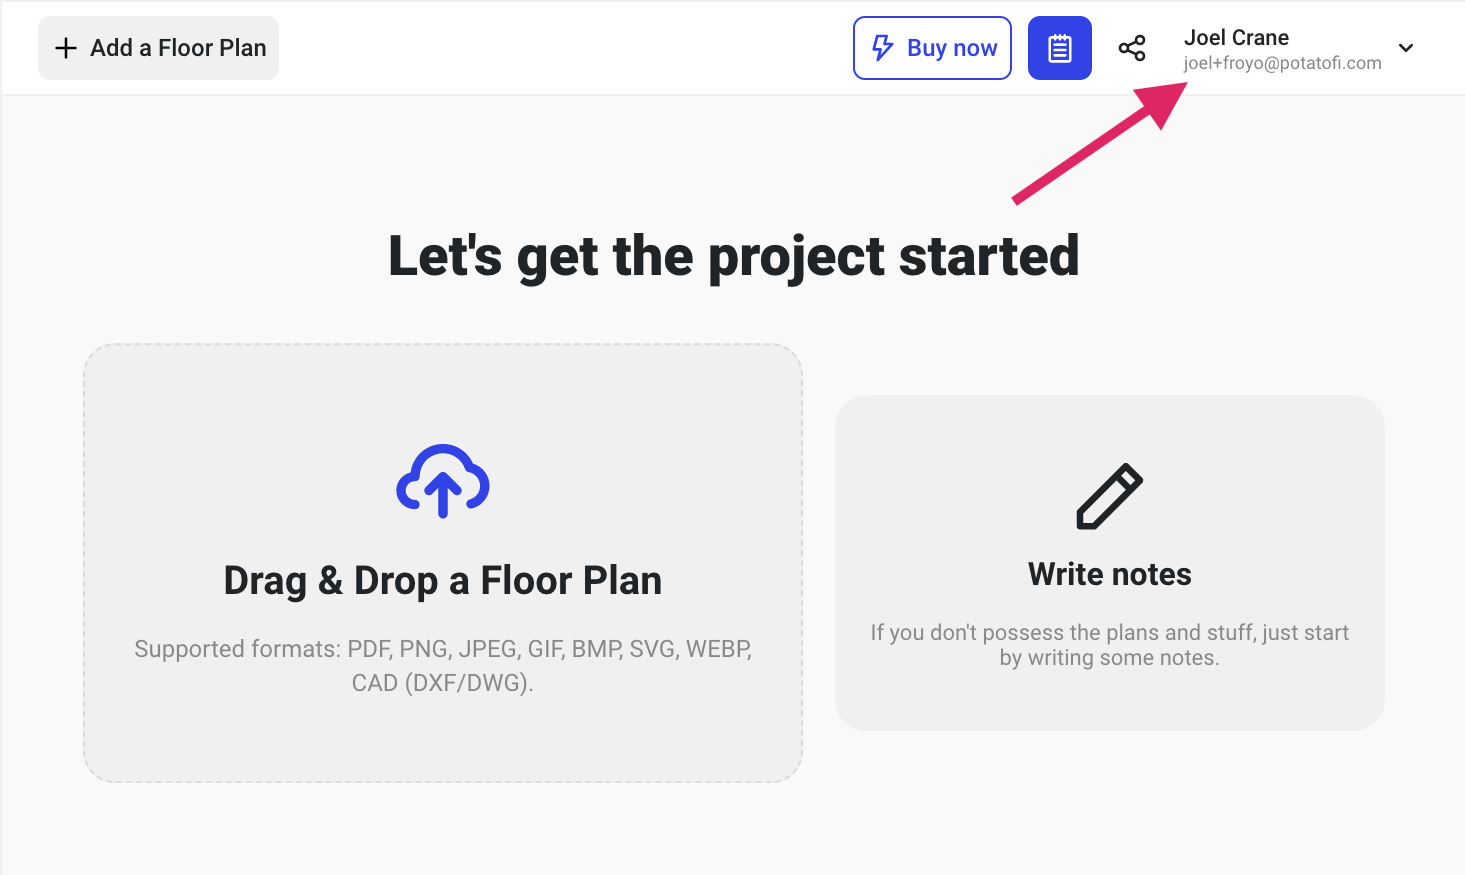 Add a Floor Plan
Buy now
Joel Crane
joel+froyo@potatofi.com
Let's get the project started
Drag & Drop a Floor Plan
Supported formats: PDF, PNG, JPEG, GIF, BMP, SVG, WEBP,
CAD (DXF/DWG).
Write notes
If you don't possess the plans and stuff, just start
by writing some notes.